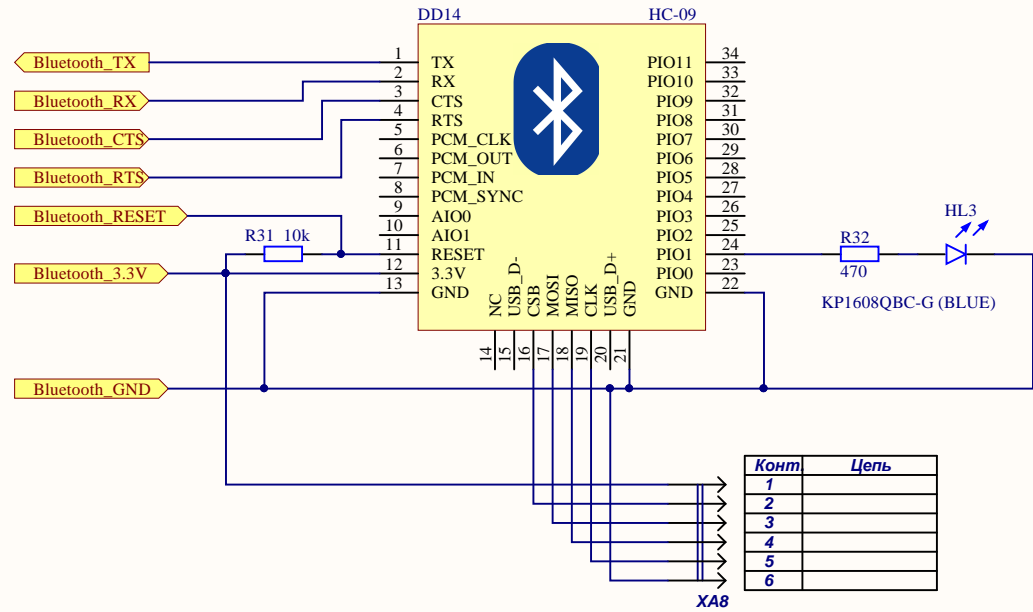 DD14 HC-09
Bluetooth_TX 1 TX PIO11 34
Bluetooth_RX 2 RX PIO10 33
Bluetooth_CTS 3 CTS PIO9 32
Bluetooth_RTS 4 RTS PIO8 31
5 PCM_CLK PIO7 30
6 PCM_OUT PIO6 29
7 PCM_IN PIO5 28
8 PCM_SYNC PIO4 27
Bluetooth_RESET 9 AIO0 PIO3 26
10 AIO1 PIO2 25
R31 10k 11 RESET PIO1 24
Bluetooth_3.3V 12 3.3V PIO0 23
13 GND GND 22
HL3
R32
470
KP1608QBC-G (BLUE)
NC USB_D- CSB MOSI MISO CLK USB_D+ GND
14 15 16 17 18 19 20 21
Bluetooth_GND
Конт. Цепь
1
2
3
4
5
6
XA8